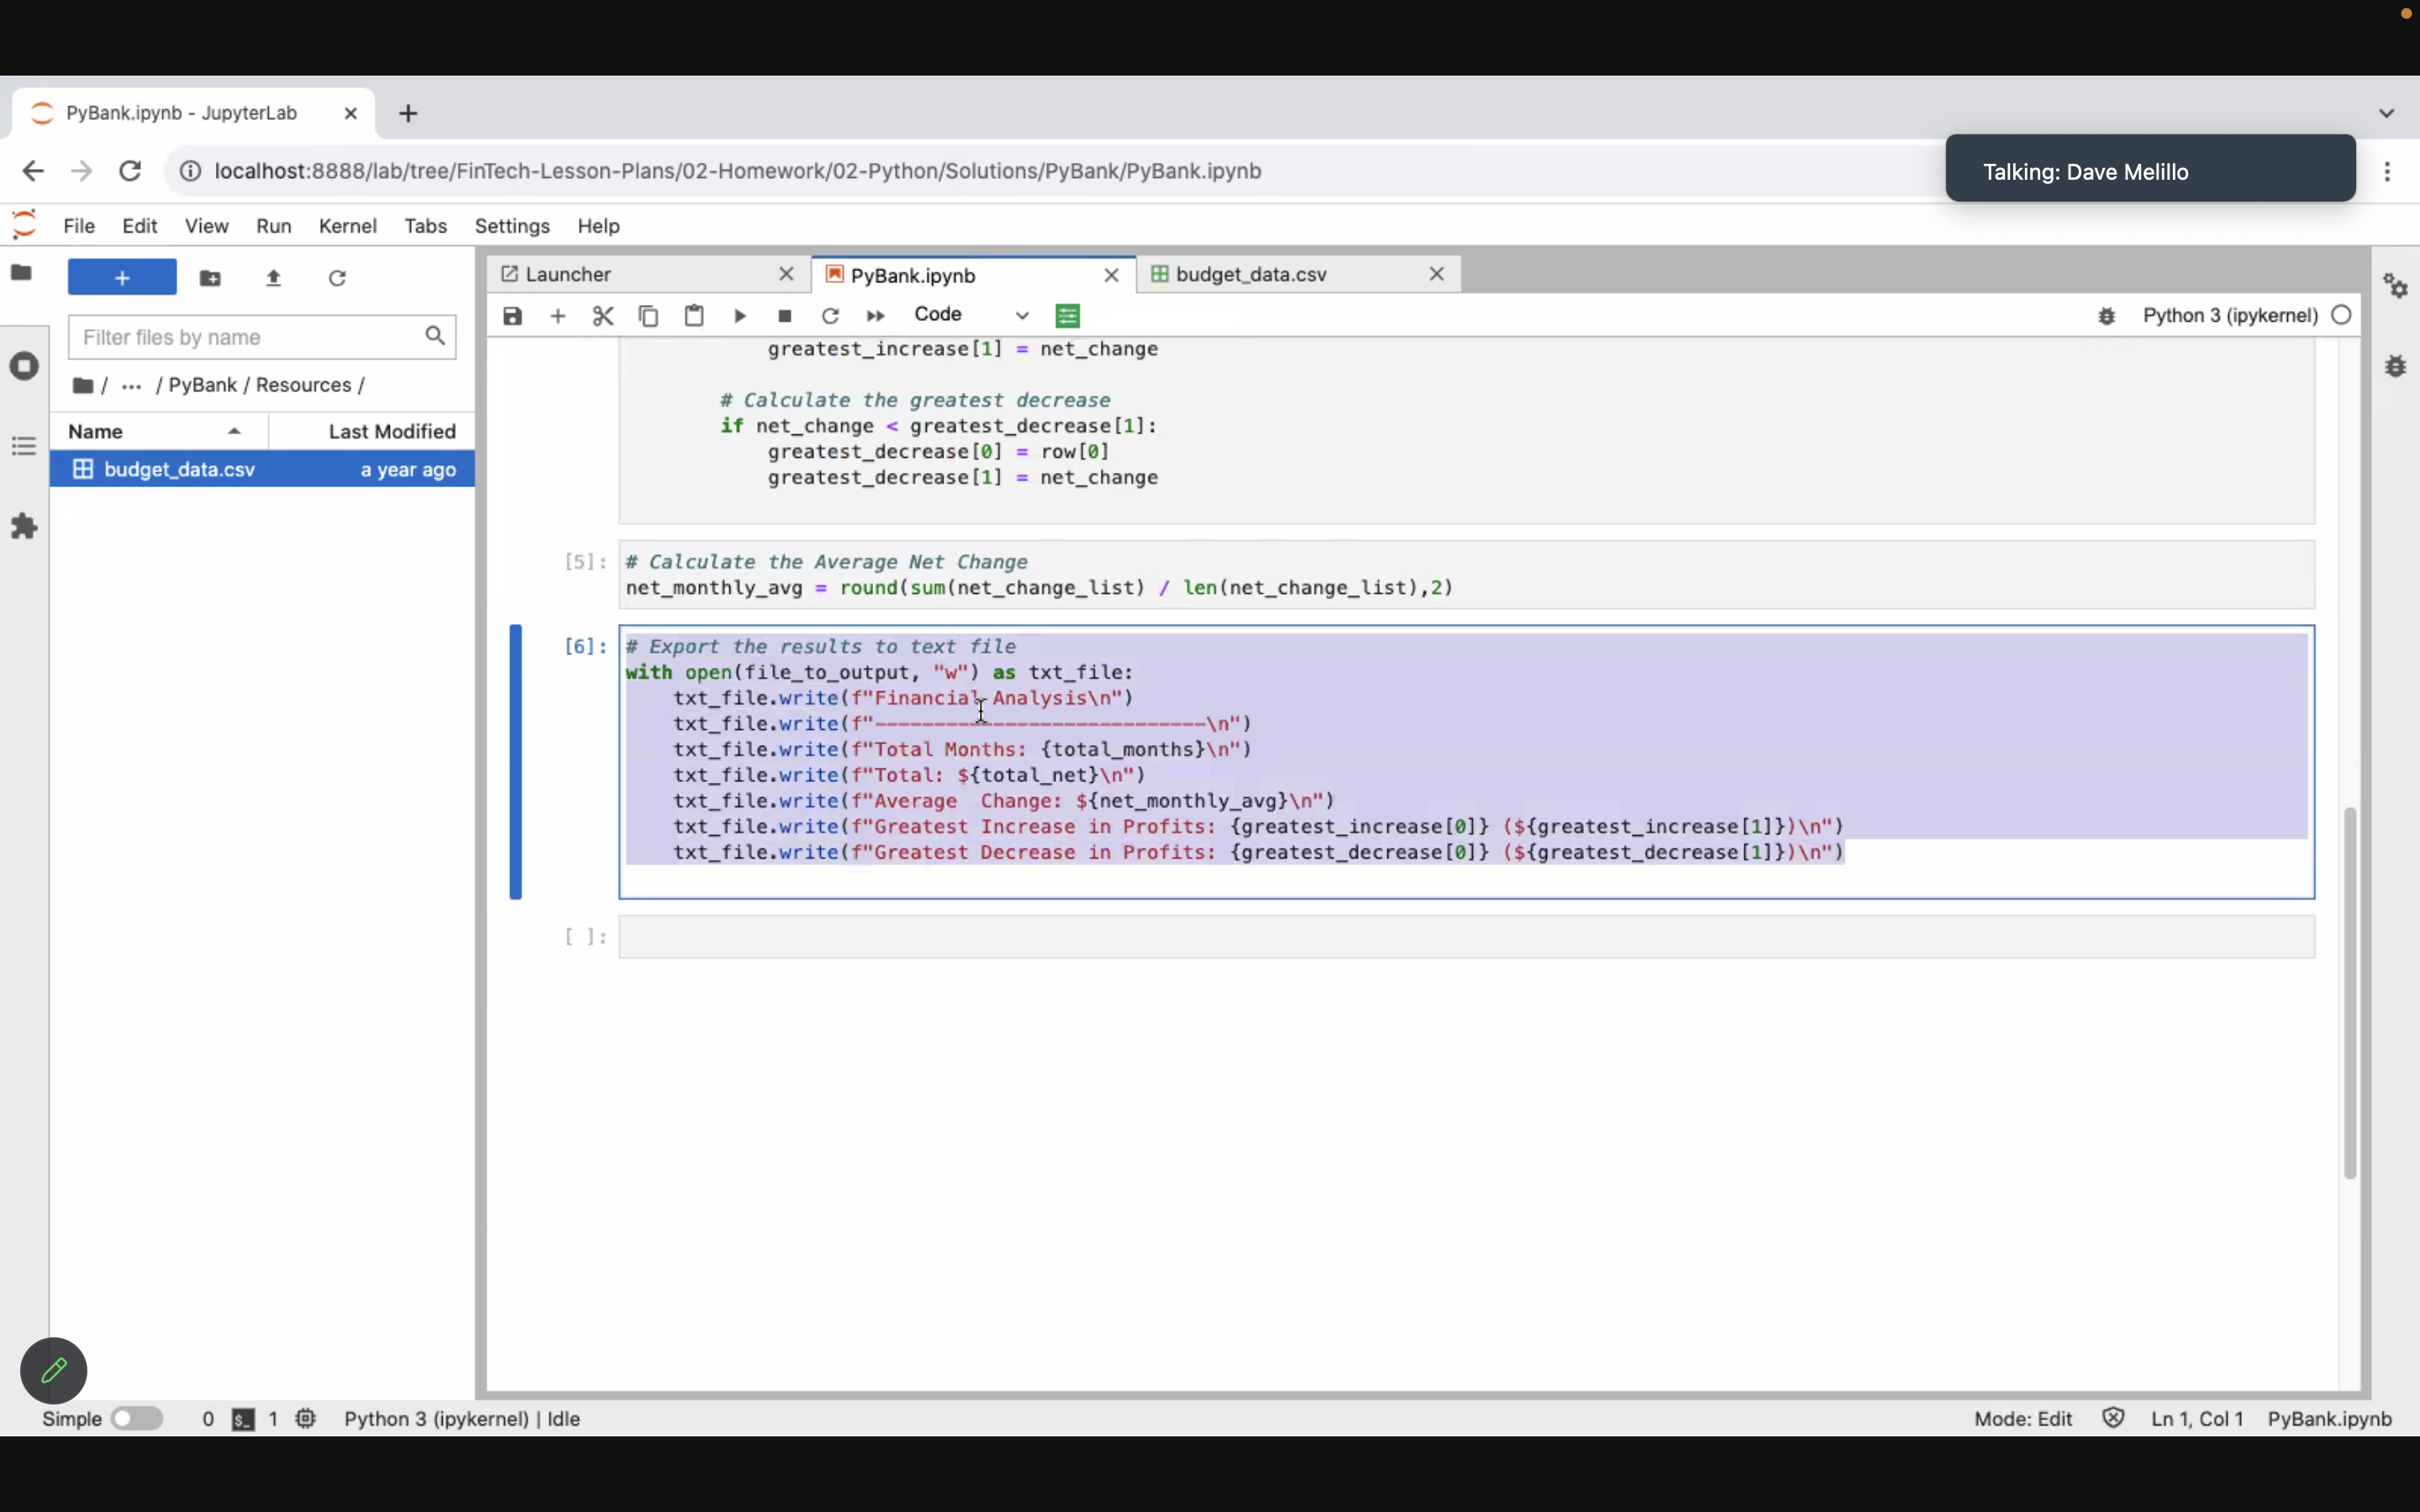 PyBank.ipynb - JupyterLab
localhost:8888/lab/tree/FinTech-Lesson-Plans/02-Homework/02-Python/Solutions/PyBank/PyBank.ipynb
Talking: Dave Melillo
File Edit View Run Kernel Tabs Settings Help
Launcher PyBank.ipynb budget_data.csv
Code Python 3 (ipykernel)
Filter files by name
/ ··· / PyBank / Resources /
Name Last Modified
budget_data.csv a year ago
greatest_increase[1] = net_change
# Calculate the greatest decrease
if net_change < greatest_decrease[1]:
greatest_decrease[0] = row[0]
greatest_decrease[1] = net_change
[5]: # Calculate the Average Net Change
net_monthly_avg = round(sum(net_change_list) / len(net_change_list),2)
[6]: # Export the results to text file
with open(file_to_output, "w") as txt_file:
txt_file.write(f"Financial Analysis\n")
txt_file.write(f"----------------------------\n")
txt_file.write(f"Total Months: {total_months}\n")
txt_file.write(f"Total: ${total_net}\n")
txt_file.write(f"Average  Change: ${net_monthly_avg}\n")
txt_file.write(f"Greatest Increase in Profits: {greatest_increase[0]} (${greatest_increase[1]})\n")
txt_file.write(f"Greatest Decrease in Profits: {greatest_decrease[0]} (${greatest_decrease[1]})\n")
[ ]:
Simple 0 $_ 1 Python 3 (ipykernel) | Idle Mode: Edit Ln 1, Col 1 PyBank.ipynb